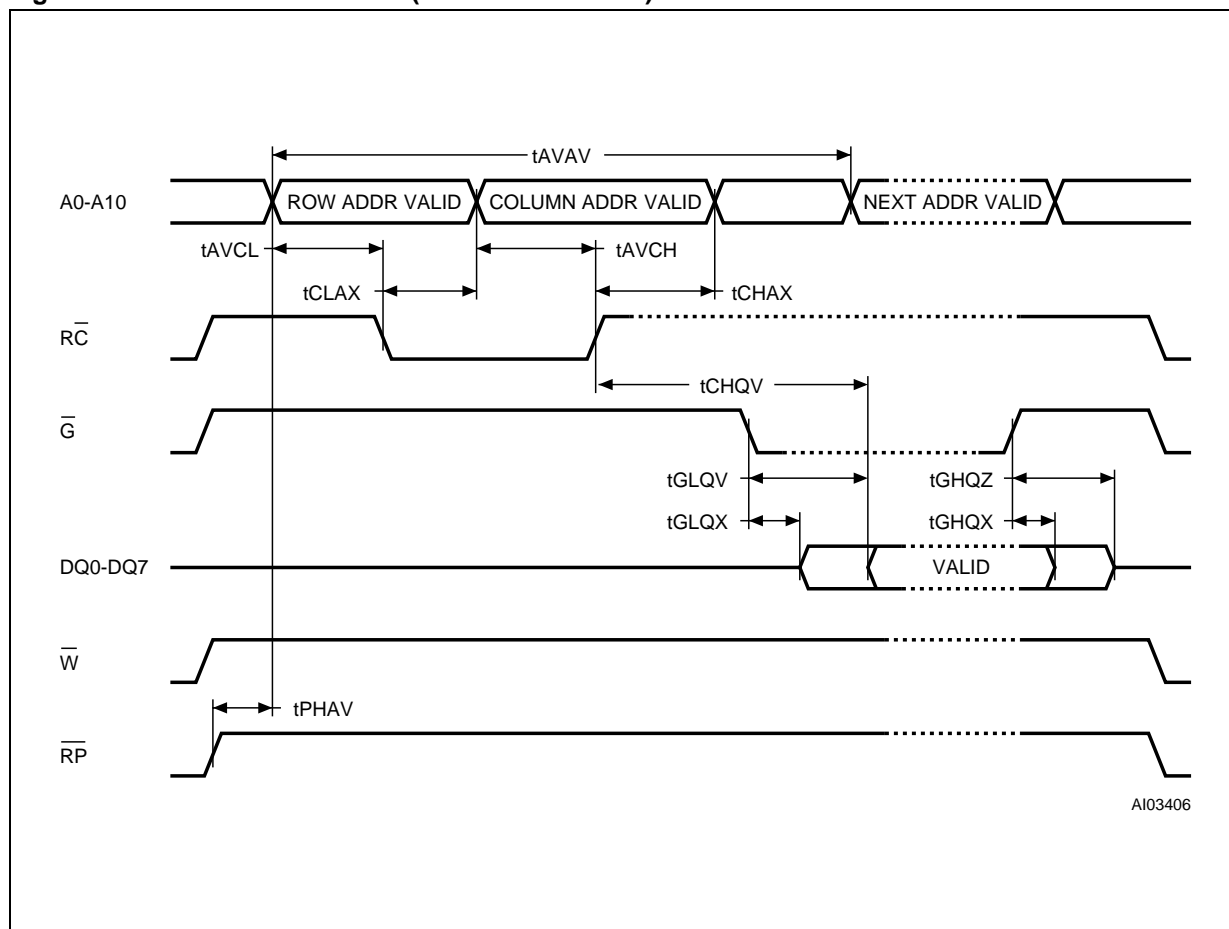 tAVAV
A0-A10 ROW ADDR VALID COLUMN ADDR VALID NEXT ADDR VALID
tAVCL tAVCH
tCLAX tCHAX
RC̅
tCHQV
G̅
tGLQV tGHQZ
tGLQX tGHQX
DQ0-DQ7 VALID
W̅
tPHAV
R̅P̅
AI03406